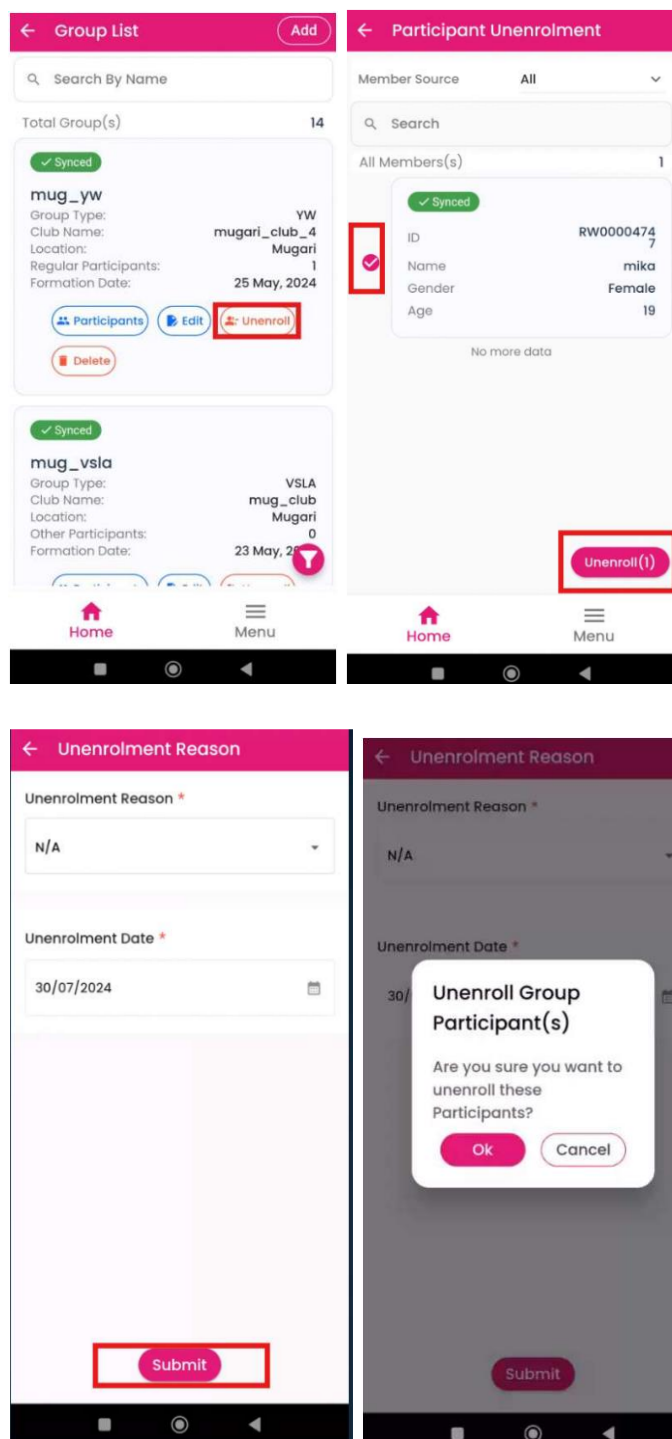 Group List
Add
Search By Name
Total Group(s) 14
Synced
mug_yw
Group Type: YW
Club Name: mugari_club_4
Location: Mugari
Regular Participants: 1
Formation Date: 25 May, 2024
Participants Edit Unenroll
Delete
Synced
mug_vsla
Group Type: VSLA
Club Name: mug_club
Location: Mugari
Other Participants: 0
Formation Date: 23 May,
Home Menu
Participant Unenrolment
Member Source All
Search
All Members(s) 1
Synced
ID RW0000474
7
Name mika
Gender Female
Age 19
No more data
Unenroll(1)
Home Menu
Unenrolment Reason
Unenrolment Reason *
N/A
Unenrolment Date *
30/07/2024
Submit
Unenrolment Reason
Unenrolment Reason *
N/A
Unenrolment Date *
30/
Unenroll Group
Participant(s)
Are you sure you want to
unenroll these
Participants?
Ok Cancel
Submit